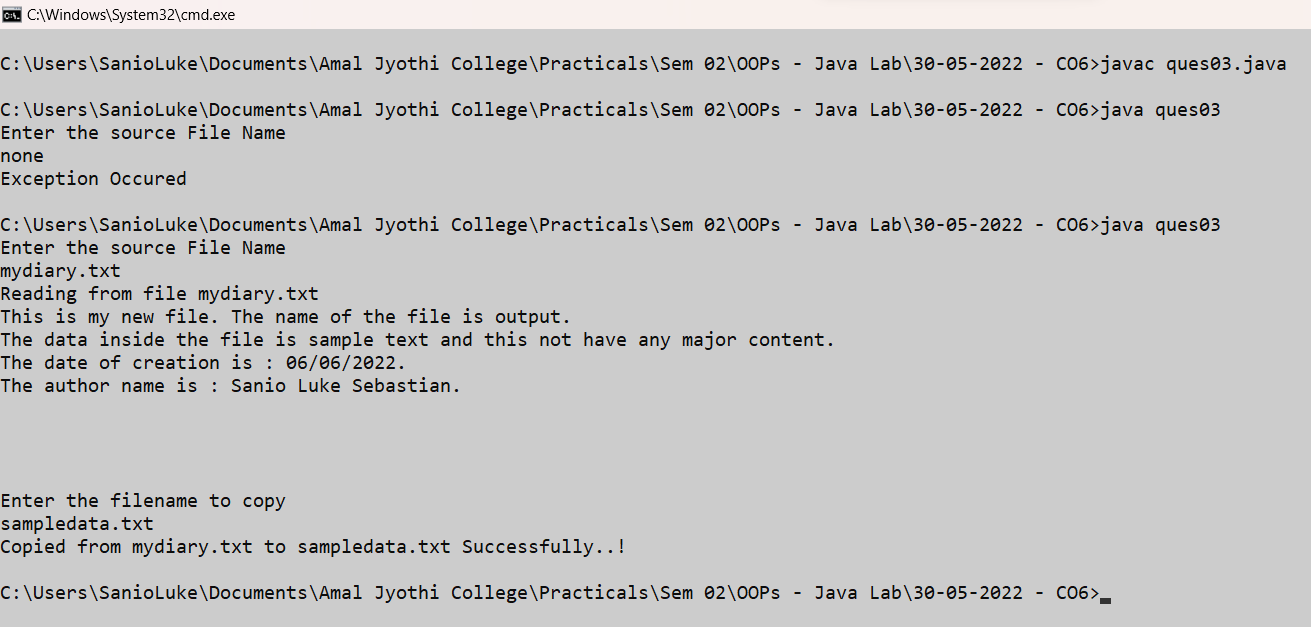 C:\Windows\System32\cmd.exe
C:\Users\SanioLuke\Documents\Amal Jyothi College\Practicals\Sem 02\OOPs - Java Lab\30-05-2022 - CO6>javac ques03.java
C:\Users\SanioLuke\Documents\Amal Jyothi College\Practicals\Sem 02\OOPs - Java Lab\30-05-2022 - CO6>java ques03
Enter the source File Name
none
Exception Occured
C:\Users\SanioLuke\Documents\Amal Jyothi College\Practicals\Sem 02\OOPs - Java Lab\30-05-2022 - CO6>java ques03
Enter the source File Name
mydiary.txt
Reading from file mydiary.txt
This is my new file. The name of the file is output.
The data inside the file is sample text and this not have any major content.
The date of creation is : 06/06/2022.
The author name is : Sanio Luke Sebastian.
Enter the filename to copy
sampledata.txt
Copied from mydiary.txt to sampledata.txt Successfully..!
C:\Users\SanioLuke\Documents\Amal Jyothi College\Practicals\Sem 02\OOPs - Java Lab\30-05-2022 - CO6>